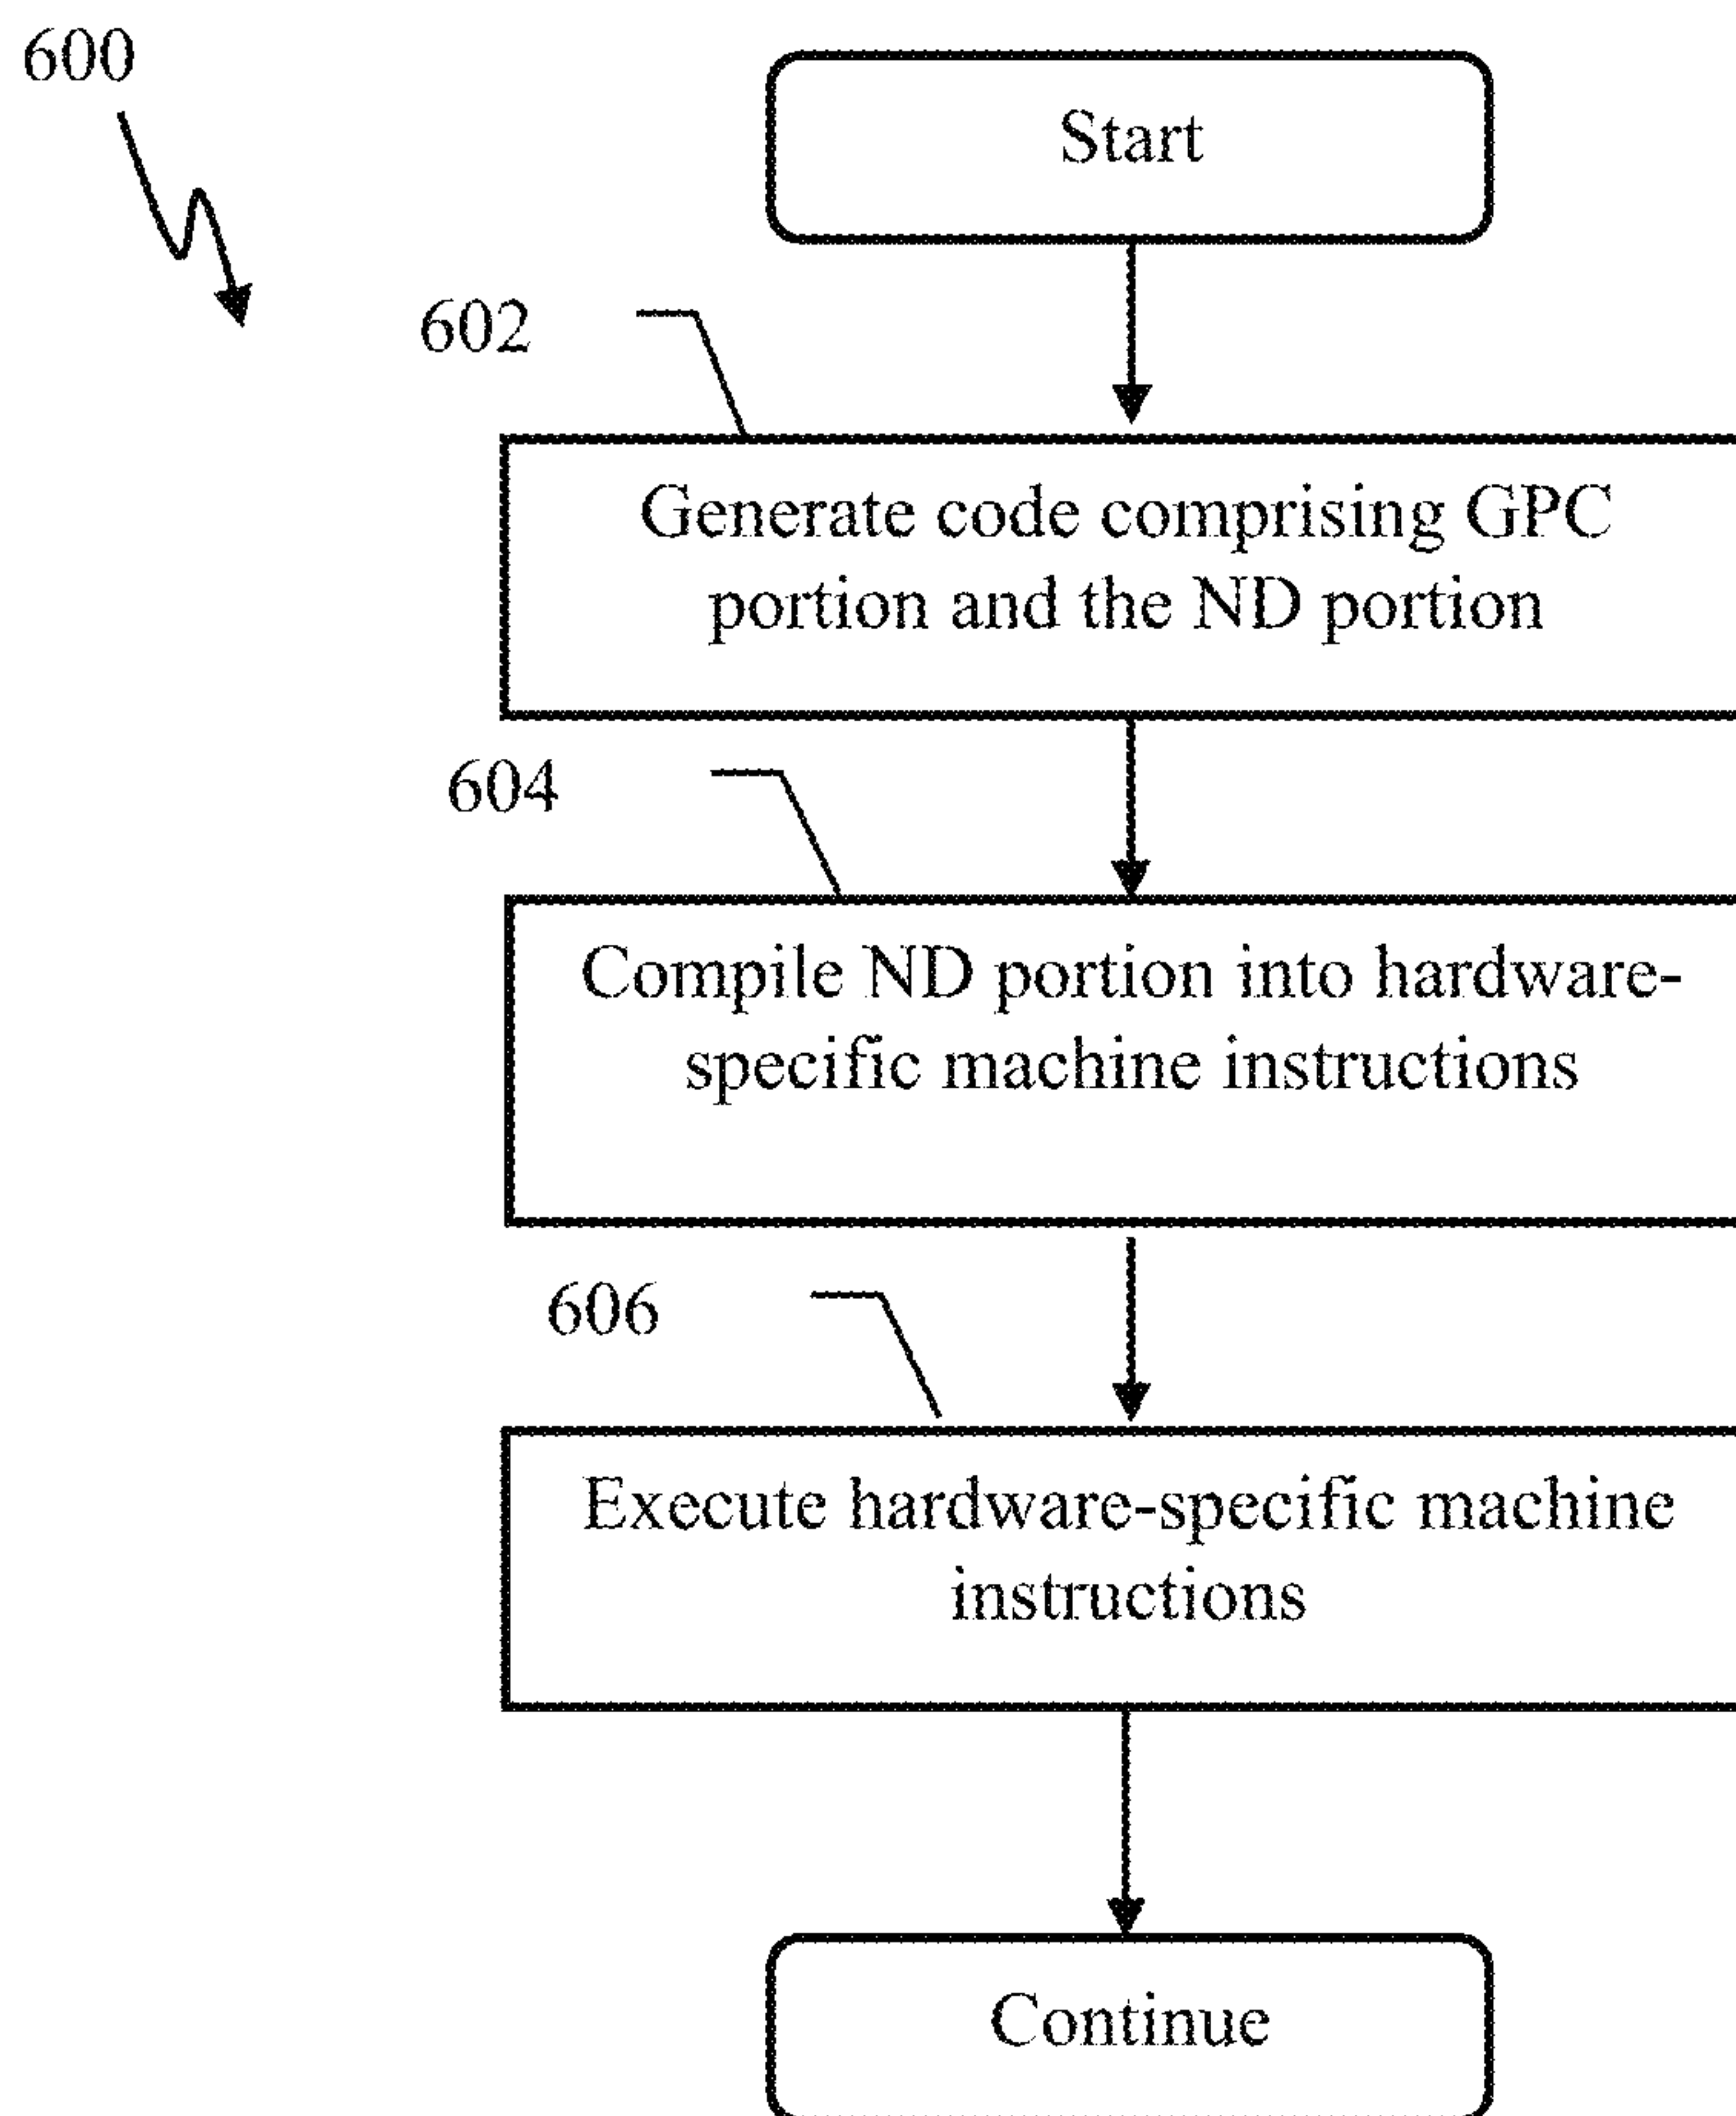 600
Start
602
Generate code comprising GPC
portion and the ND portion
604
Compile ND portion into hardware-
specific machine instructions
606
Execute hardware-specific machine
instructions
Continue